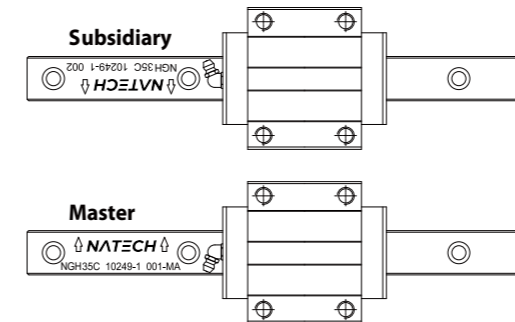 Subsidiary
NGH35C 10249-1 002
NATECH
Master
NATECH
NGH35C 10249-1 001-MA